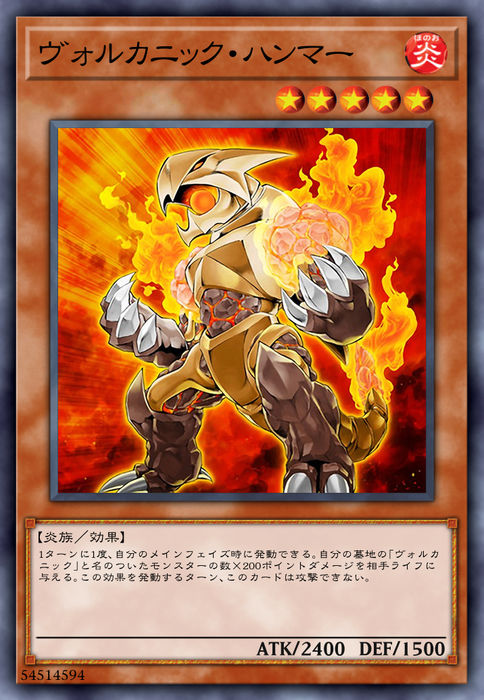 ヴォルカニック・ハンマー
ほのお
炎
【炎族／効果】
1ターンに1度、自分のメインフェイズ時に発動できる。自分の墓地の「ヴォルカ
ニック」と名のついたモンスターの数×200ポイントダメージを相手ライフに
与える。この効果を発動するターン、このカードは攻撃できない。
ATK/2400 DEF/1500
54514594